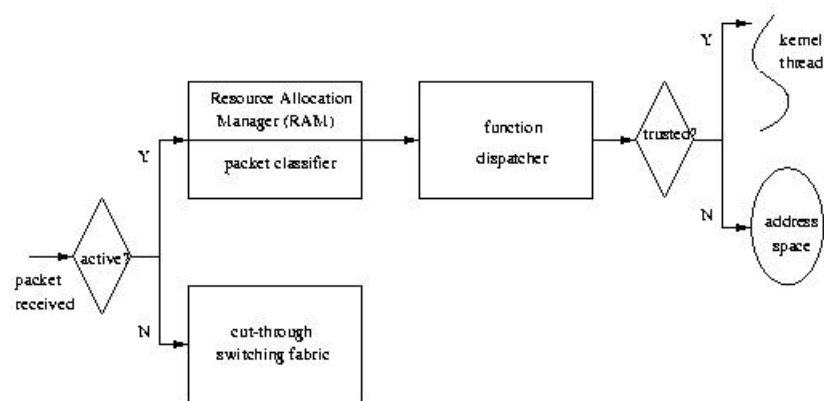 Y
kernel
thread
Resource Allocation
Manager (RAM)
packet classifier
function
dispatcher
trusted?
Y
N
address
space
active?
packet
received
N
cut-through
switching fabric